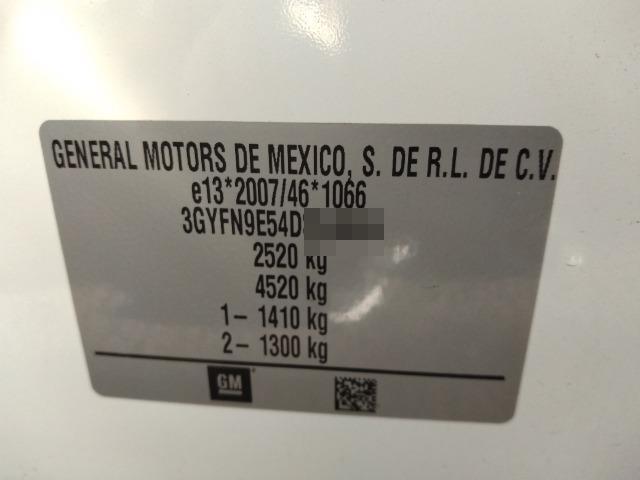 GENERAL MOTORS DE MEXICO, S. DE R.L. DE C.V.
e13*2007/46*1066
3GYFN9E54D
2520 kg
4520 kg
1- 1410 kg
2- 1300 kg
GM